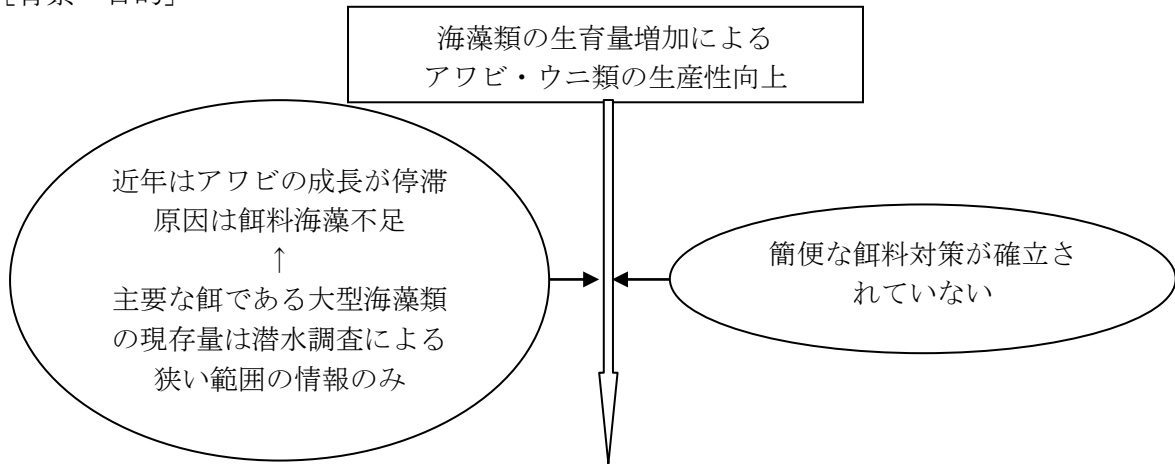 海藻類の生育量増加による
アワビ・ウニ類の生産性向上
近年はアワビの成長が停滞
原因は餌料海藻不足
↑
主要な餌である大型海藻類
の現存量は潜水調査による
狭い範囲の情報のみ
簡便な餌料対策が確立さ
れていない